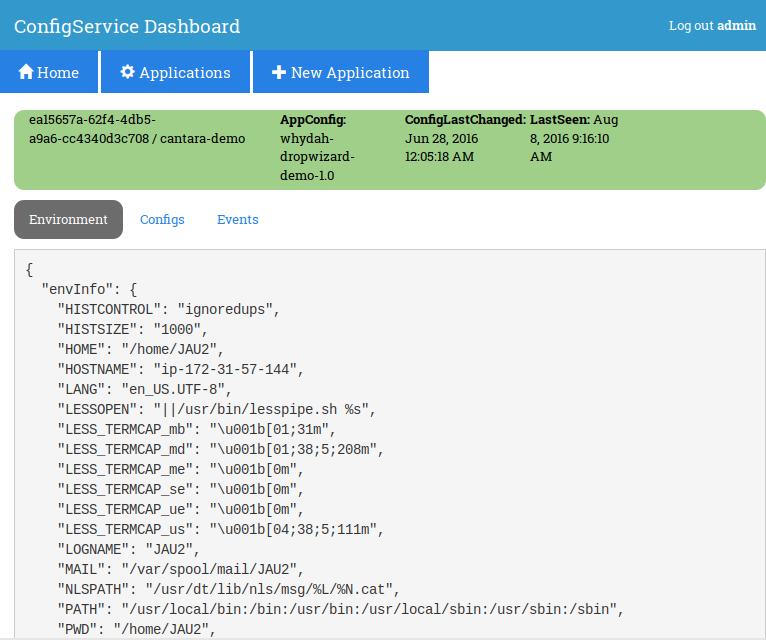 ConfigService Dashboard
Log out admin
Home
Applications
New Application
ea15657a-62f4-4db5-
a9a6-cc4340d3c708 / cantara-demo
AppConfig:
whydah-
dropwizard-
demo-1.0
ConfigLastChanged:
Jun 28, 2016
12:05:18 AM
LastSeen: Aug
8, 2016 9:16:10
AM
Environment
Configs
Events
{
  "envInfo": {
    "HISTCONTROL": "ignoredups",
    "HISTSIZE": "1000",
    "HOME": "/home/JAU2",
    "HOSTNAME": "ip-172-31-57-144",
    "LANG": "en_US.UTF-8",
    "LESSOPEN": "||/usr/bin/lesspipe.sh %s",
    "LESS_TERMCAP_mb": "\u001b[01;31m",
    "LESS_TERMCAP_md": "\u001b[01;38;5;208m",
    "LESS_TERMCAP_me": "\u001b[0m",
    "LESS_TERMCAP_se": "\u001b[0m",
    "LESS_TERMCAP_ue": "\u001b[0m",
    "LESS_TERMCAP_us": "\u001b[04;38;5;111m",
    "LOGNAME": "JAU2",
    "MAIL": "/var/spool/mail/JAU2",
    "NLSPATH": "/usr/dt/lib/nls/msg/%L/%N.cat",
    "PATH": "/usr/local/bin:/bin:/usr/bin:/usr/local/sbin:/usr/sbin:/sbin",
    "PWD": "/home/JAU2",